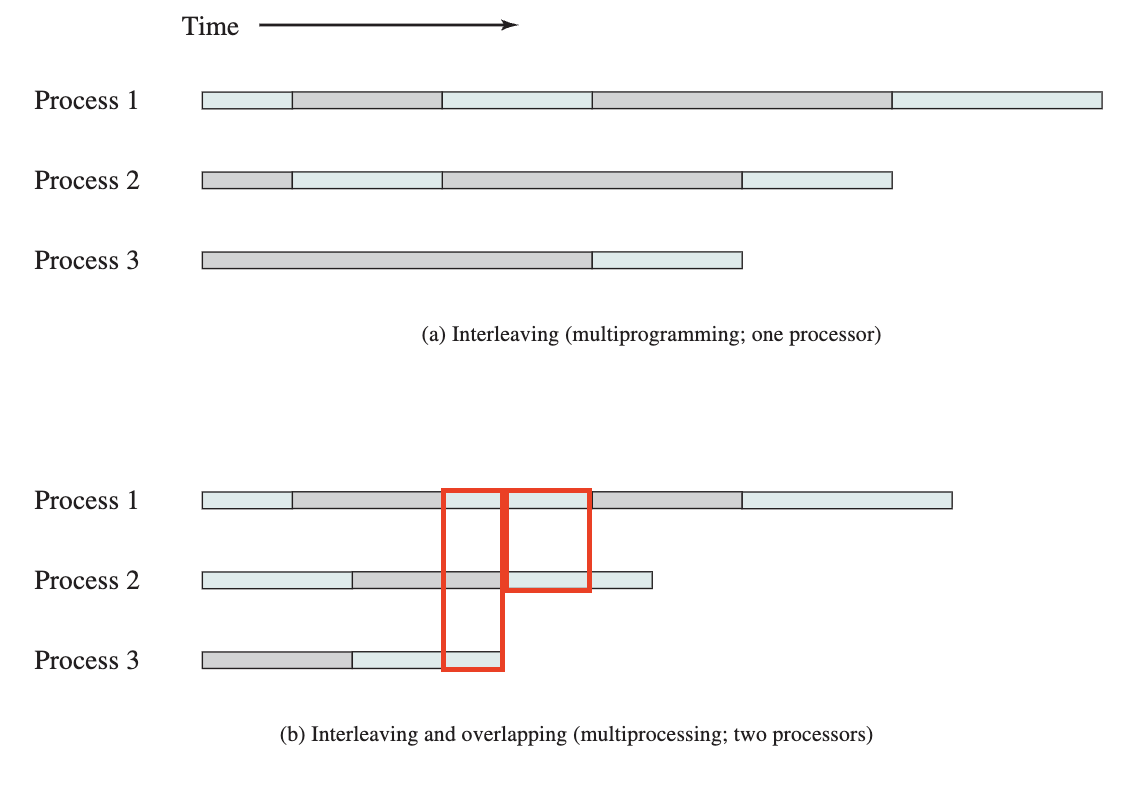 Time
Process 1
Process 2
Process 3
(a) Interleaving (multiprogramming; one processor)
Process 1
Process 2
Process 3
(b) Interleaving and overlapping (multiprocessing; two processors)